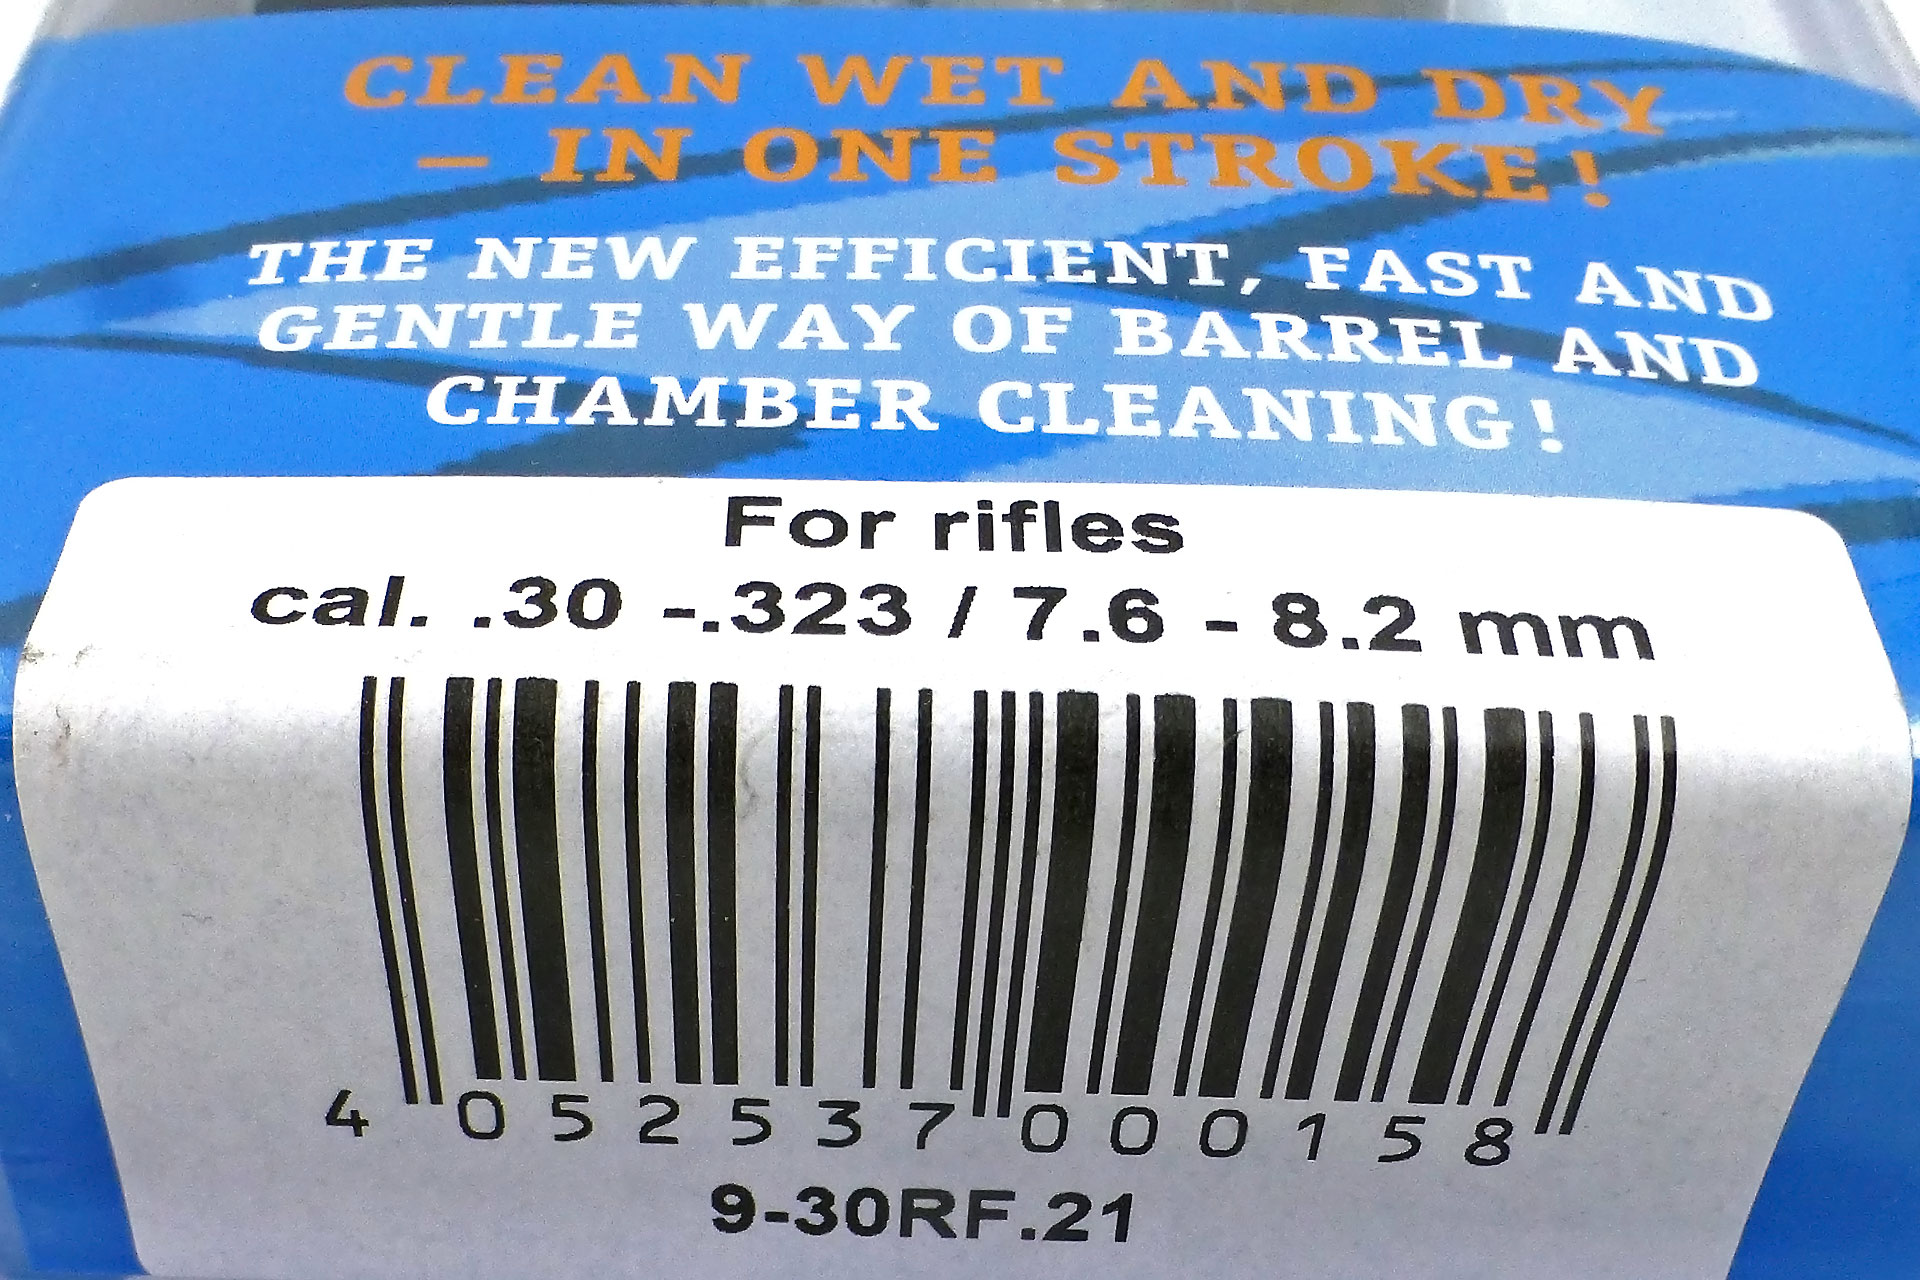 CLEAN WET AND DRY
– IN ONE STROKE!
THE NEW EFFICIENT, FAST AND
GENTLE WAY OF BARREL AND
CHAMBER CLEANING!
For rifles
cal. .30 -.323 / 7.6 - 8.2 mm
4 052537 000158
9-30RF.21